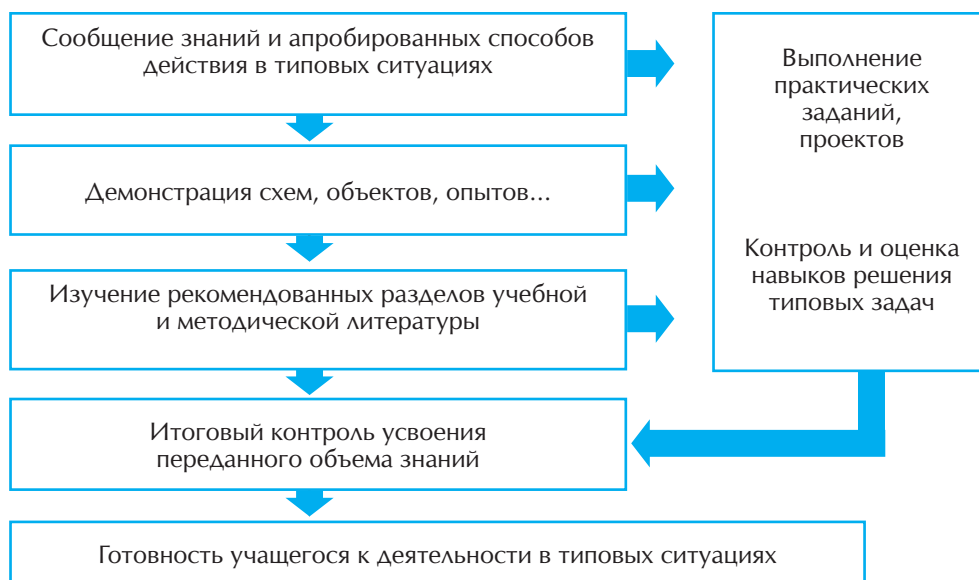 Сообщение знаний и апробированных способов
действия в типовых ситуациях
Демонстрация схем, объектов, опытов...
Изучение рекомендованных разделов учебной
и методической литературы
Выполнение
практических
заданий,
проектов
Контроль и оценка
навыков решения
типовых задач
Итоговый контроль усвоения
переданного объема знаний
Готовность учащегося к деятельности в типовых ситуациях